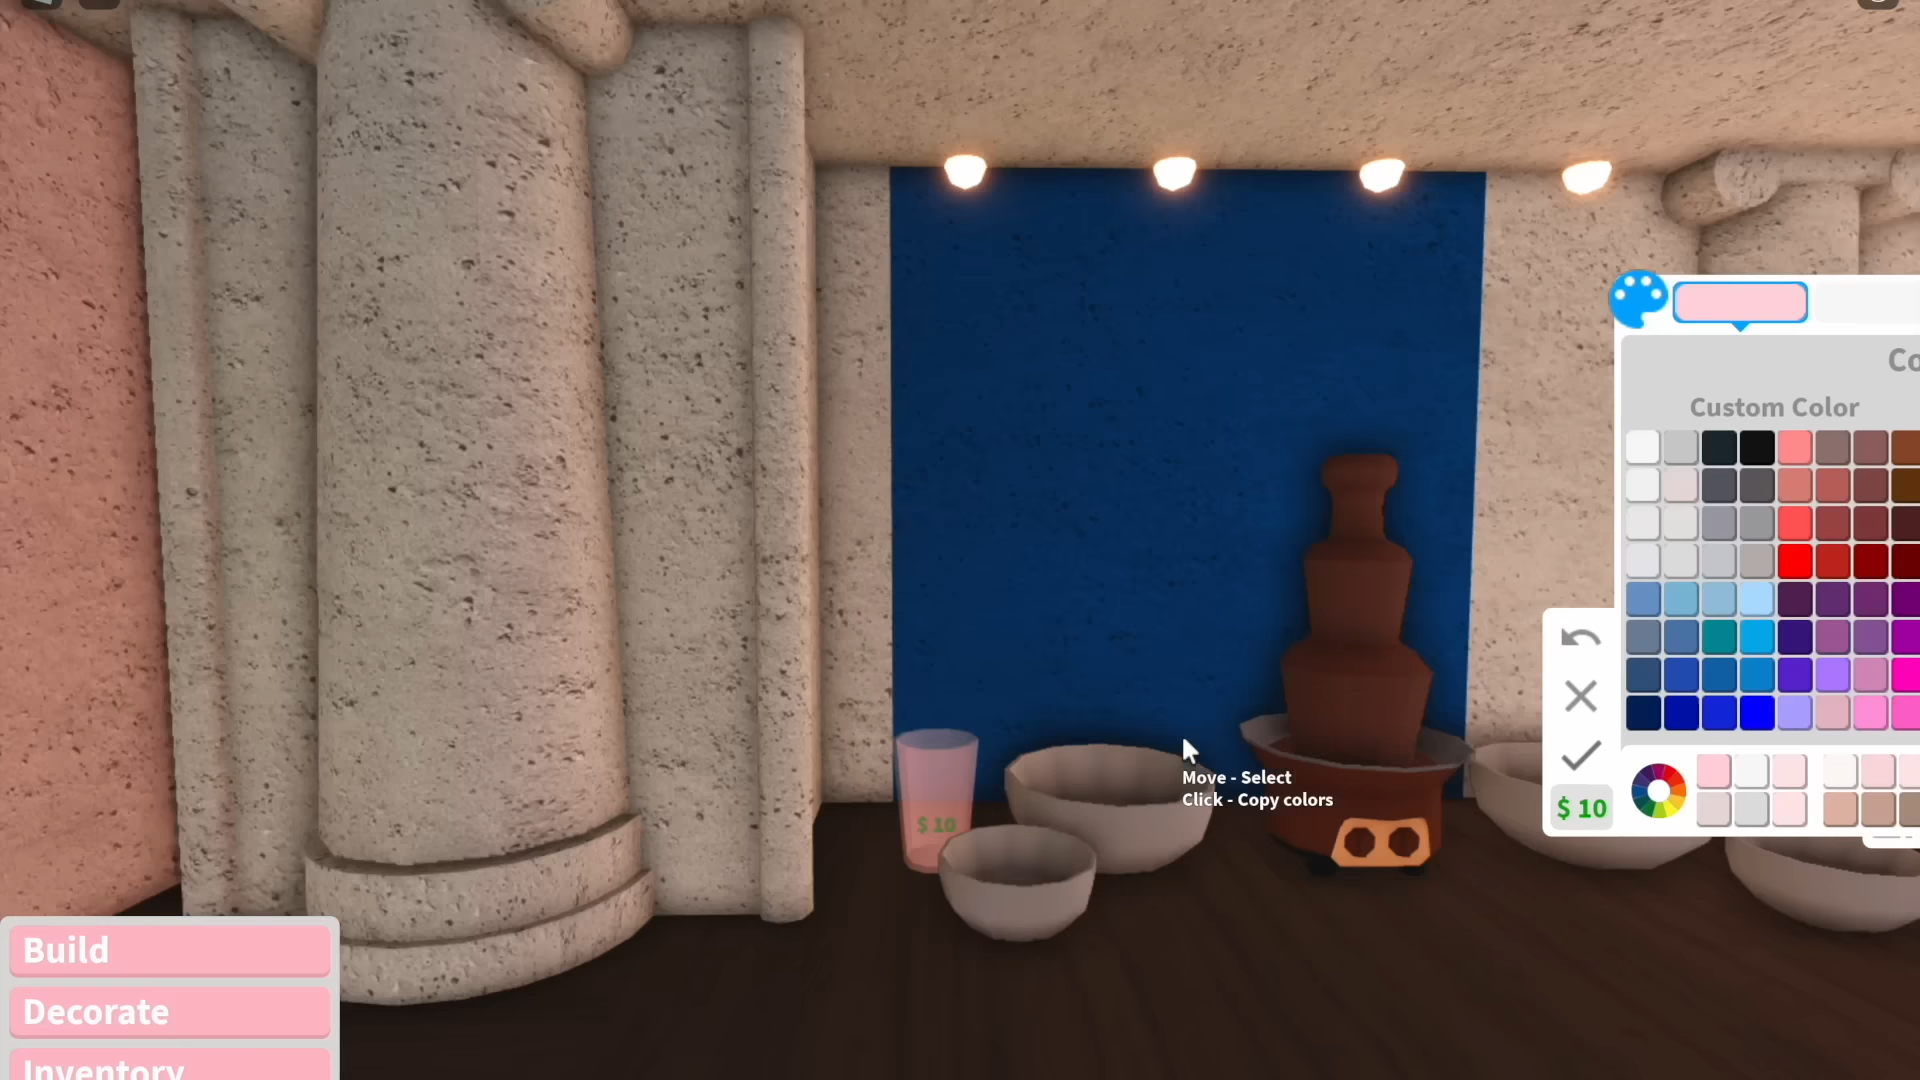 Co
Custom Color
Move - Select
Click - Copy colors
$ 10
$ 10
Build
Decorate
Inventory